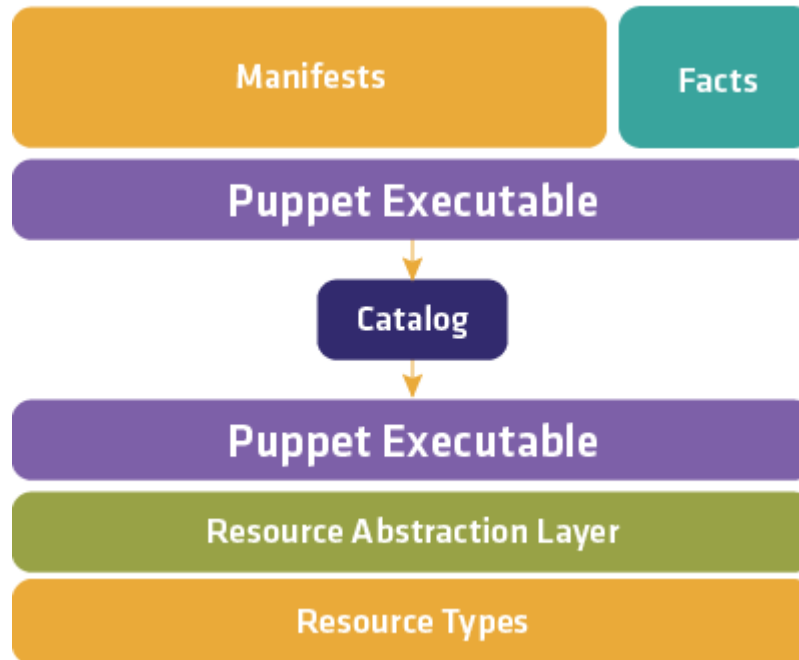 Manifests
Facts
Puppet Executable
Catalog
Puppet Executable
Resource Abstraction Layer
Resource Types